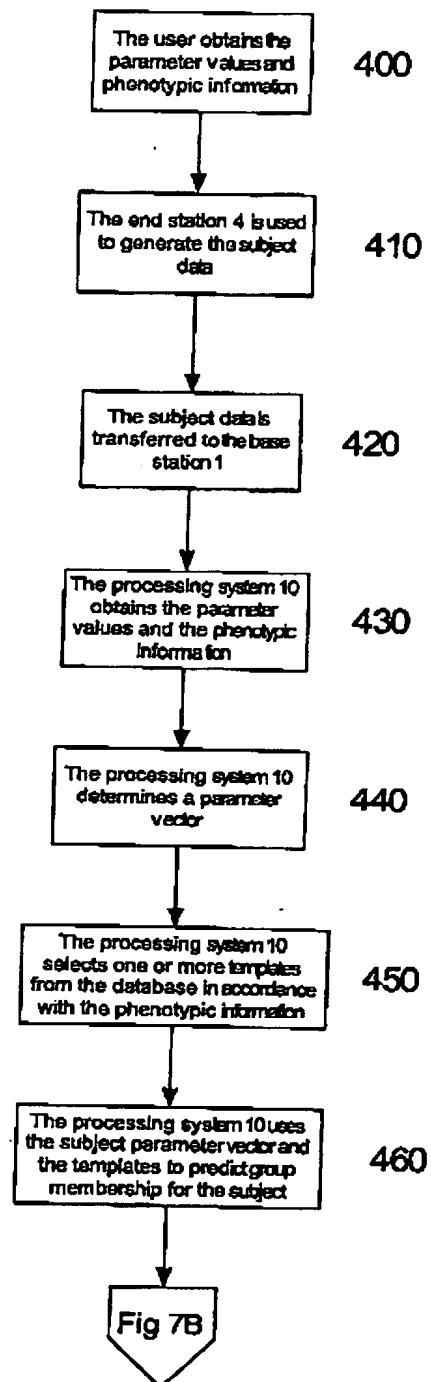 The user obtains the
parameter values and
phenotypic information
400
The end station 4 is used
to generate the subject
data
410
The subject data is
transferred to the base
station 1
420
The processing system 10
obtains the parameter
values and the phenotypic
Information
430
The processing system 10
determines a parameter
vector
440
The processing system 10
selects one or more templates
from the database in accordance
with the phenotypic information
450
The processing system 10 uses
the subject parameter vector and
the templates to predict group
membership for the subject
460
Fig 7B